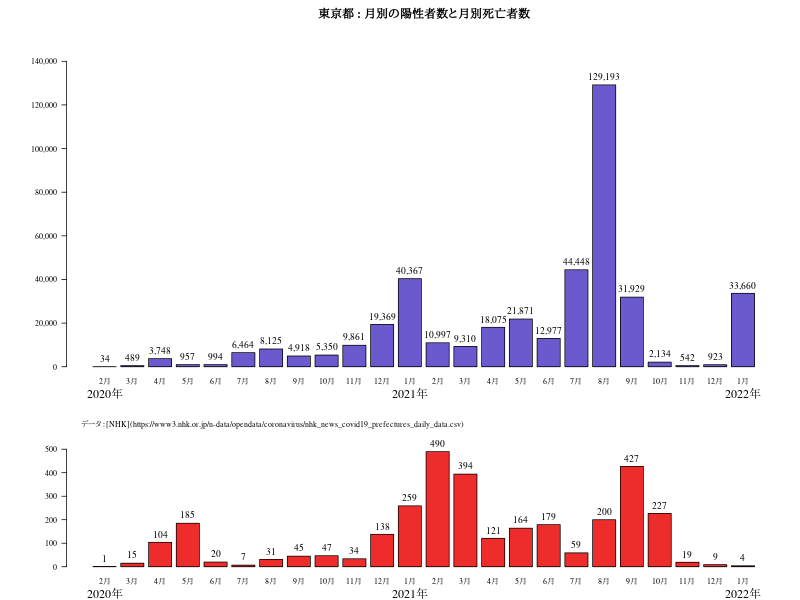 東京都 : 月別の陽性者数と月別死亡者数
140,000
120,000
100,000
80,000
60,000
40,000
20,000
0
34 489 3,748 957 994 6,464 8,125 4,918 5,350 9,861 19,369 40,367 10,997 9,310 18,075 21,871 12,977 44,448 129,193 31,929 2,134 542 923 33,660
2月 3月 4月 5月 6月 7月 8月 9月 10月 11月 12月 1月 2月 3月 4月 5月 6月 7月 8月 9月 10月 11月 12月 1月
2020年 2021年 2022年
データ:[NHK](https://www3.nhk.or.jp/n-data/opendata/coronavirus/nhk_news_covid19_prefectures_daily_data.csv)
500
400
300
200
100
0
1 15 104 185 20 7 31 45 47 34 138 259 490 394 121 164 179 59 200 427 227 19 9 4
2月 3月 4月 5月 6月 7月 8月 9月 10月 11月 12月 1月 2月 3月 4月 5月 6月 7月 8月 9月 10月 11月 12月 1月
2020年 2021年 2022年